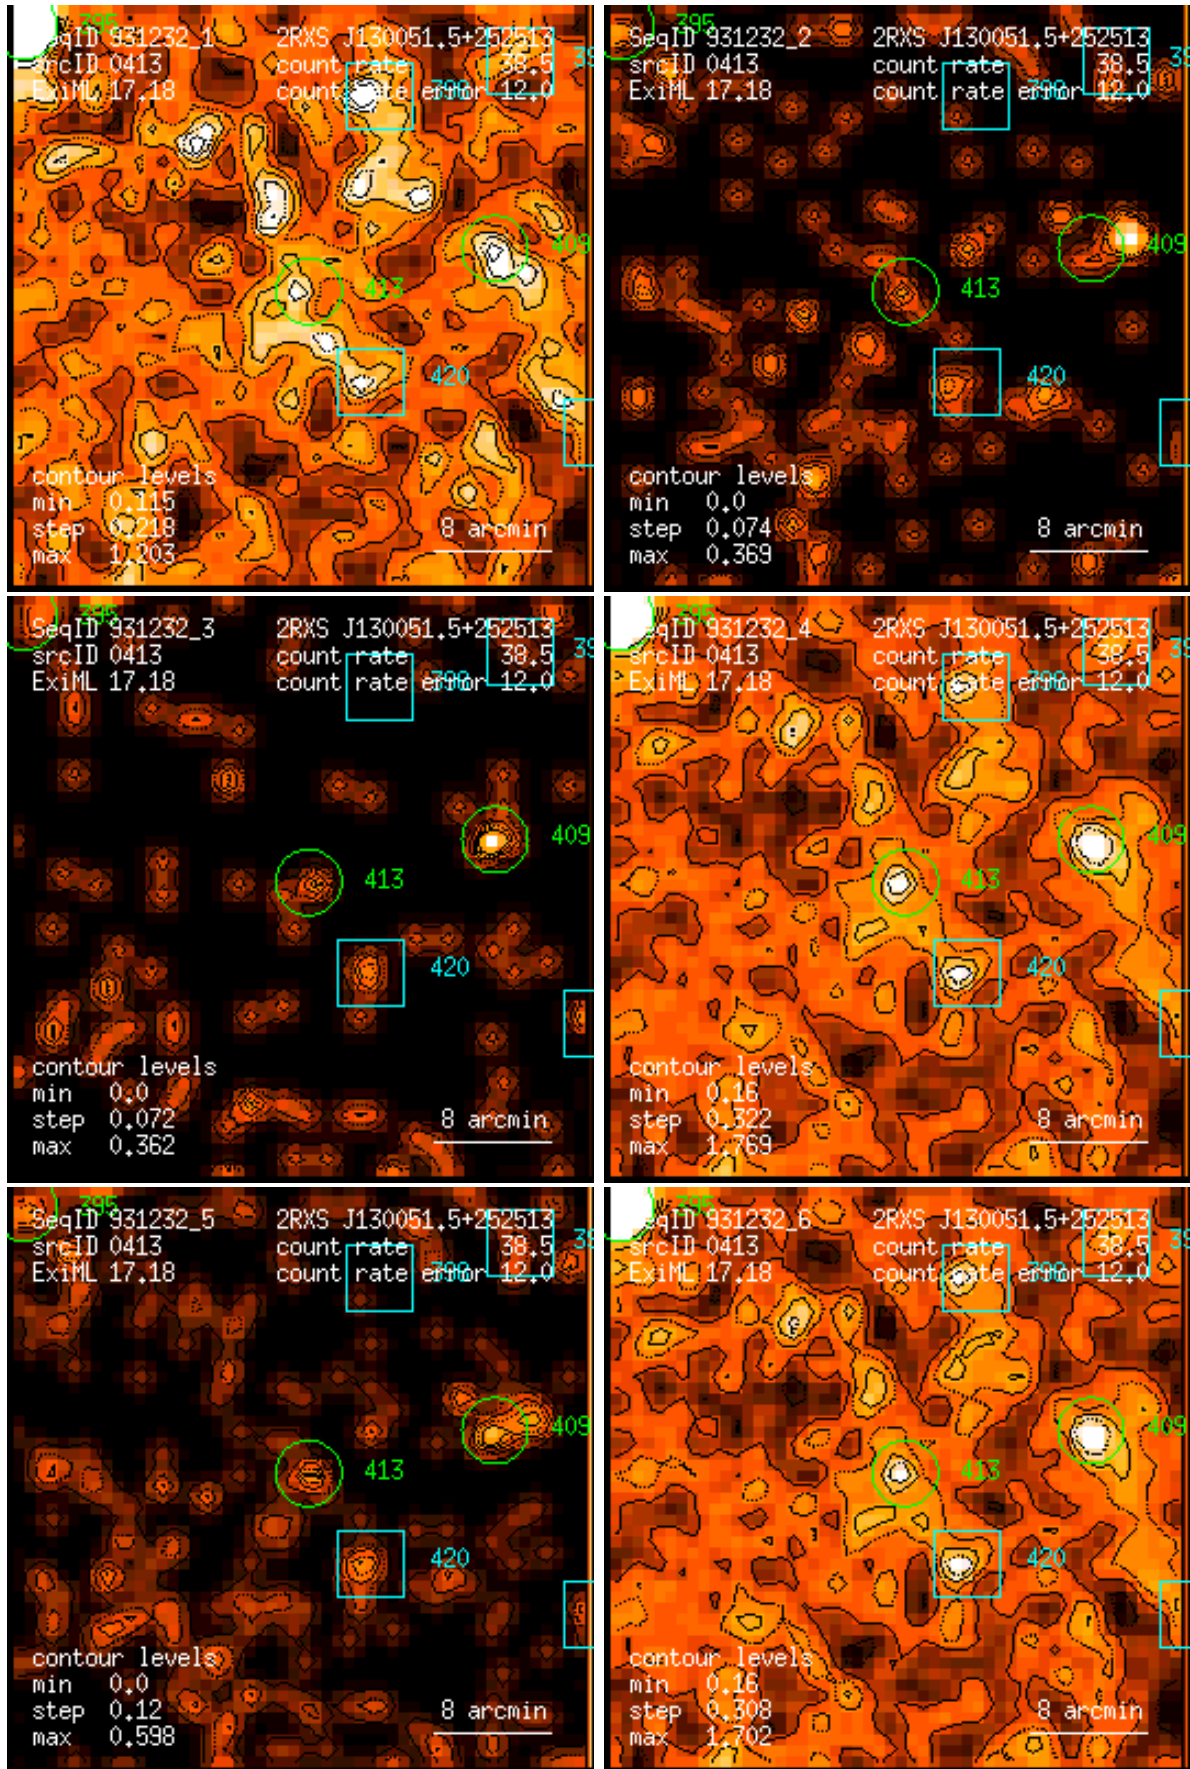 395
SeqID 931232_1 2RXS J130051.5+252513
srcID 0413 count rate 38.5
ExiML 17.18 count rate error 12.0
409
413
420
contour levels
min 0.115
step 0.218
max 1.203
8 arcmin
395
SeqID 931232_2 2RXS J130051.5+252513
srcID 0413 count rate 38.5
ExiML 17.18 count rate error 12.0
409
413
420
contour levels
min 0.0
step 0.074
max 0.369
8 arcmin
395
SeqID 931232_3 2RXS J130051.5+252513
srcID 0413 count rate 38.5
ExiML 17.18 count rate error 12.0
409
413
420
contour levels
min 0.0
step 0.072
max 0.362
8 arcmin
395
SeqID 931232_4 2RXS J130051.5+252513
srcID 0413 count rate 38.5
ExiML 17.18 count rate error 12.0
409
413
420
contour levels
min 0.16
step 0.322
max 1.769
8 arcmin
395
SeqID 931232_5 2RXS J130051.5+252513
srcID 0413 count rate 38.5
ExiML 17.18 count rate error 12.0
409
413
420
contour levels
min 0.0
step 0.12
max 0.598
8 arcmin
395
SeqID 931232_6 2RXS J130051.5+252513
srcID 0413 count rate 38.5
ExiML 17.18 count rate error 12.0
409
413
420
contour levels
min 0.16
step 0.308
max 1.702
8 arcmin